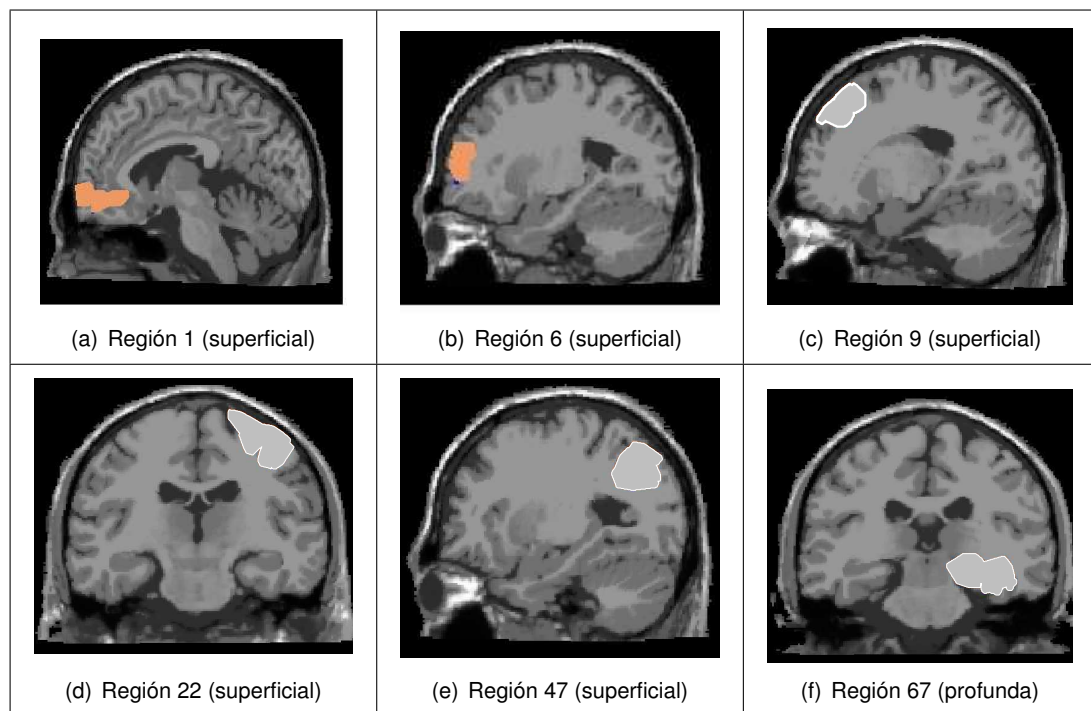 (a) Región 1 (superficial)
(b) Región 6 (superficial)
(c) Región 9 (superficial)
(d) Región 22 (superficial)
(e) Región 47 (superficial)
(f) Región 67 (profunda)